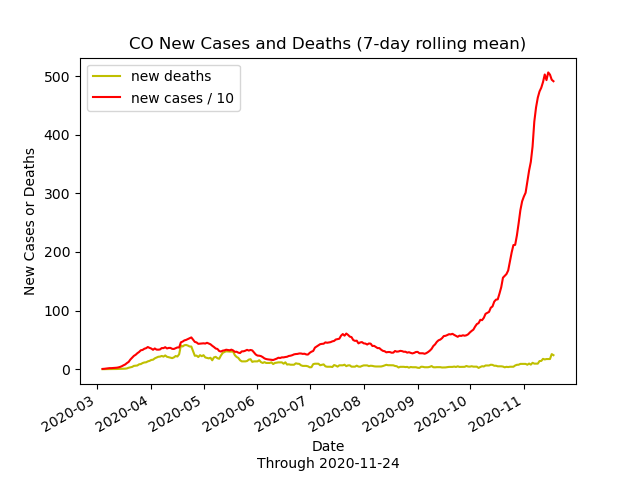 CO New Cases and Deaths (7-day rolling mean)
new deaths
new cases / 10
New Cases or Deaths
500
400
300
200
100
0
2020-03
2020-04
2020-05
2020-06
2020-07
2020-08
2020-09
2020-10
2020-11
Date
Through 2020-11-24